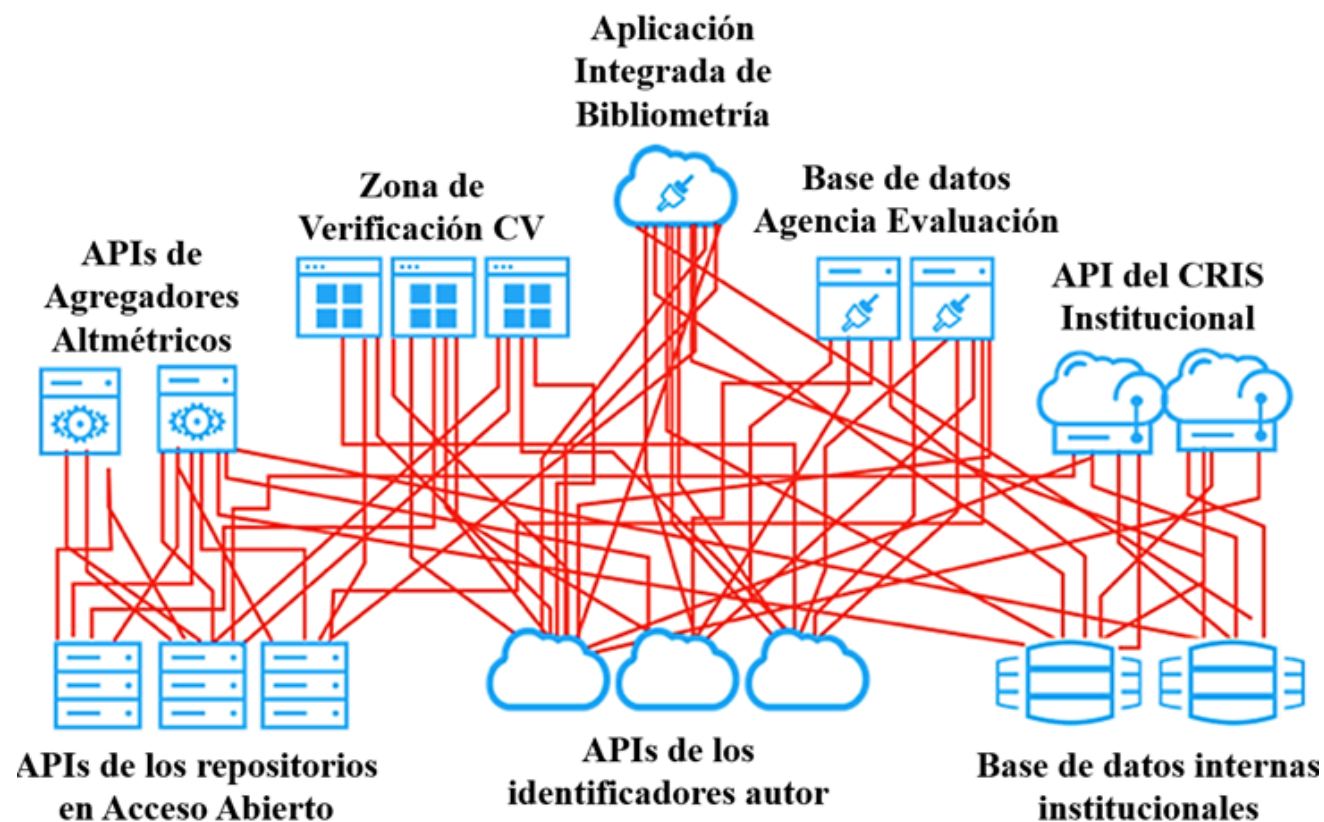 Aplicación
Integrada de
Bibliometría
Zona de
Verificación CV
Base de datos
Agencia Evaluación
APIs de
Agregadores
Altmétricos
API del CRIS
Institucional
APIs de los repositorios
en Acceso Abierto
APIs de los
identificadores autor
Base de datos internas
institucionales